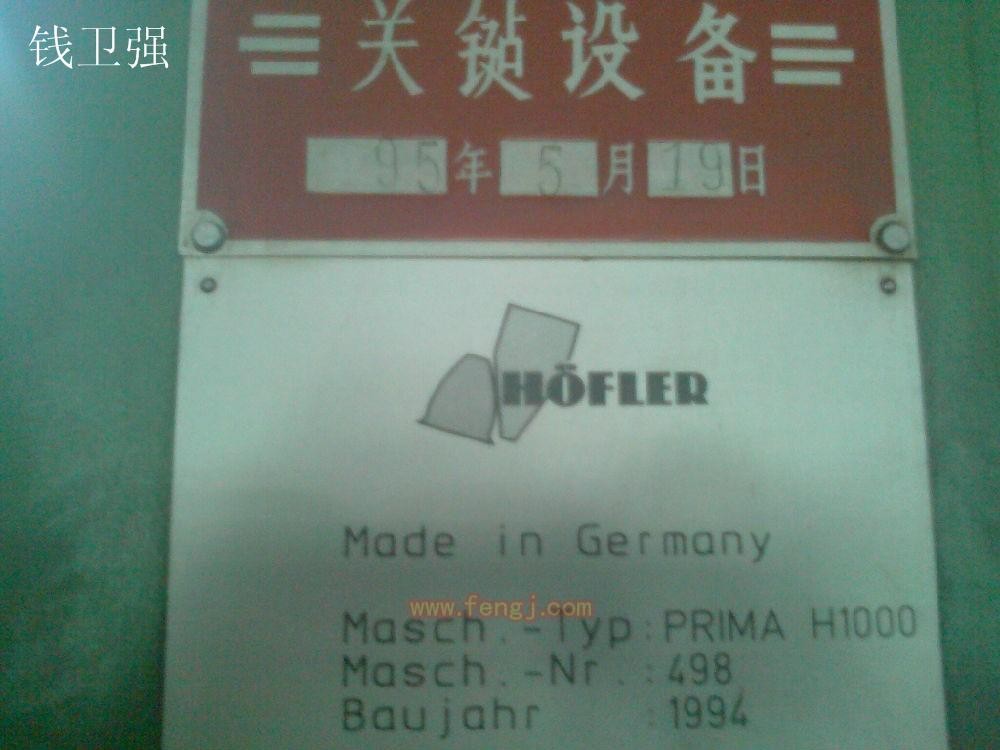 钱卫强
关键设备
95年5月19日
HÖFLER
Made in Germany
www.fengj.com
Masch.-Typ:PRIMA H1000
Masch.-Nr.:498
Baujahr :1994